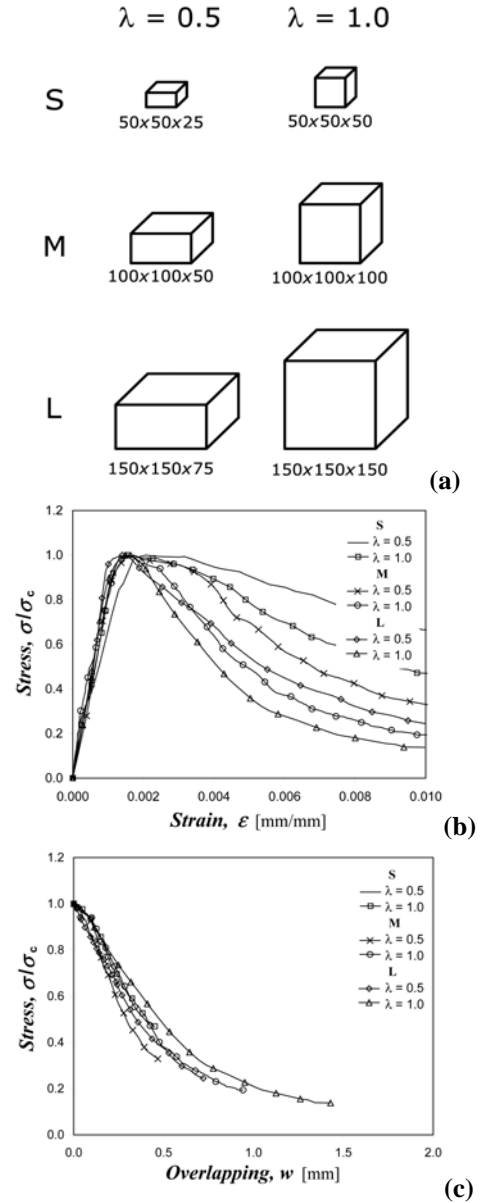 λ = 0.5 λ = 1.0
S
50x50x25 50x50x50
M
100x100x50 100x100x100
L
150x150x75 150x150x150
(a)
1.2
1.0
0.8
0.6
0.4
0.2
0.0
Stress, σ/σc
S
λ = 0.5
λ = 1.0
M
λ = 0.5
λ = 1.0
L
λ = 0.5
λ = 1.0
0.000 0.002 0.004 0.006 0.008 0.010
Strain, ε [mm/mm]
(b)
1.2
1.0
0.8
0.6
0.4
0.2
0.0
Stress, σ/σc
S
λ = 0.5
λ = 1.0
M
λ = 0.5
λ = 1.0
L
λ = 0.5
λ = 1.0
0.0 0.5 1.0 1.5 2.0
Overlapping, w [mm]
(c)